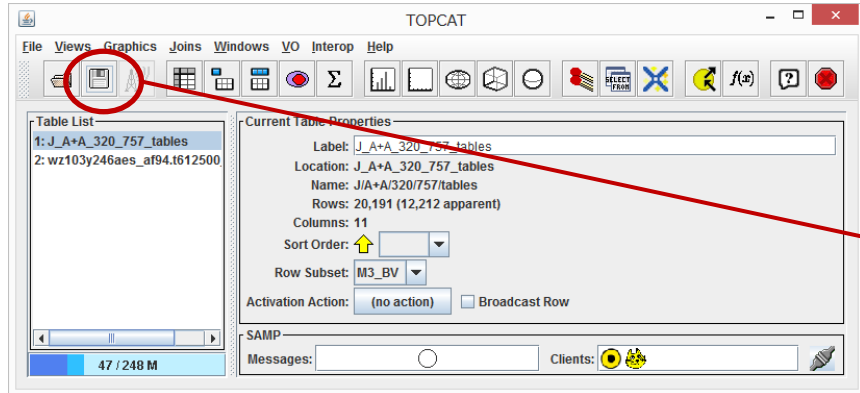 TOPCAT
File Views Graphics Joins Windows VO Interop Help
Σ SELECT FROM f(x) ?
Table List
1: J_A+A_320_757_tables
2: wz103y246aes_af94.t612500
47 / 248 M
Current Table Properties
Label: J_A+A_320_757_tables
Location: J_A+A_320_757_tables
Name: J/A+A/320/757/tables
Rows: 20,191 (12,212 apparent)
Columns: 11
Sort Order:
Row Subset: M3_BV
Activation Action: (no action) Broadcast Row
SAMP
Messages: Clients: